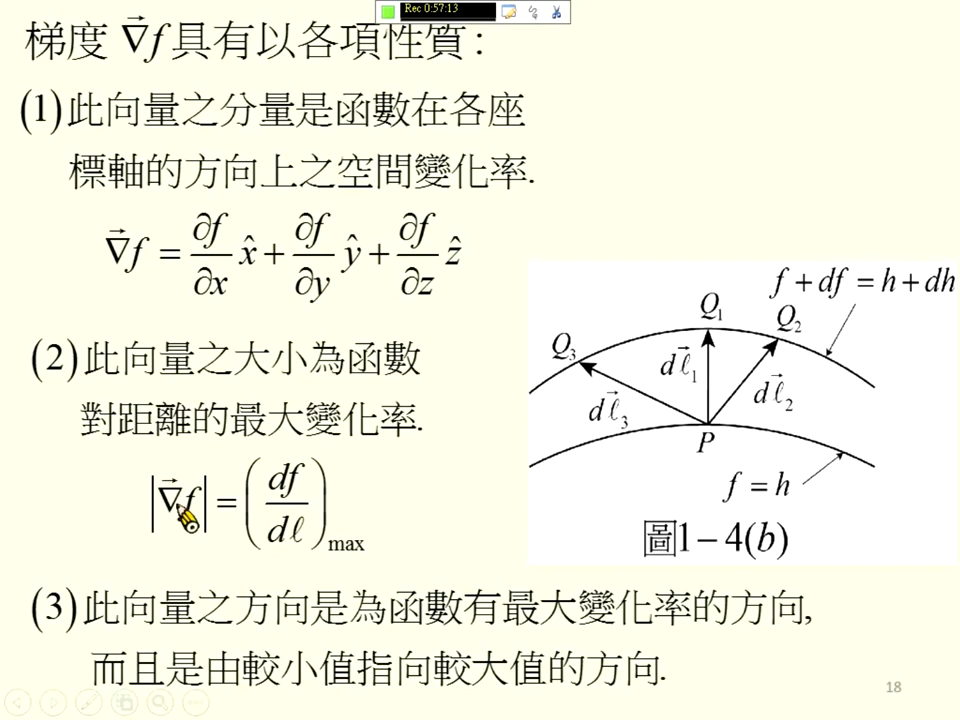 Rec 0:57:13
梯度 ∇⃗f 具有以各項性質 :
(1) 此向量之分量是函數在各座
標軸的方向上之空間變化率.
∇⃗f = ∂f/∂x x̂ + ∂f/∂y ŷ + ∂f/∂z ẑ
(2) 此向量之大小為函數
對距離的最大變化率.
|∇⃗f| = (df/dℓ)max
f + df = h + dh
Q₁
Q₂
Q₃
dℓ⃗₁
dℓ⃗₂
dℓ⃗₃
P
f = h
圖1 − 4(b)
(3) 此向量之方向是為函數有最大變化率的方向,
而且是由較小值指向較大值的方向.
18